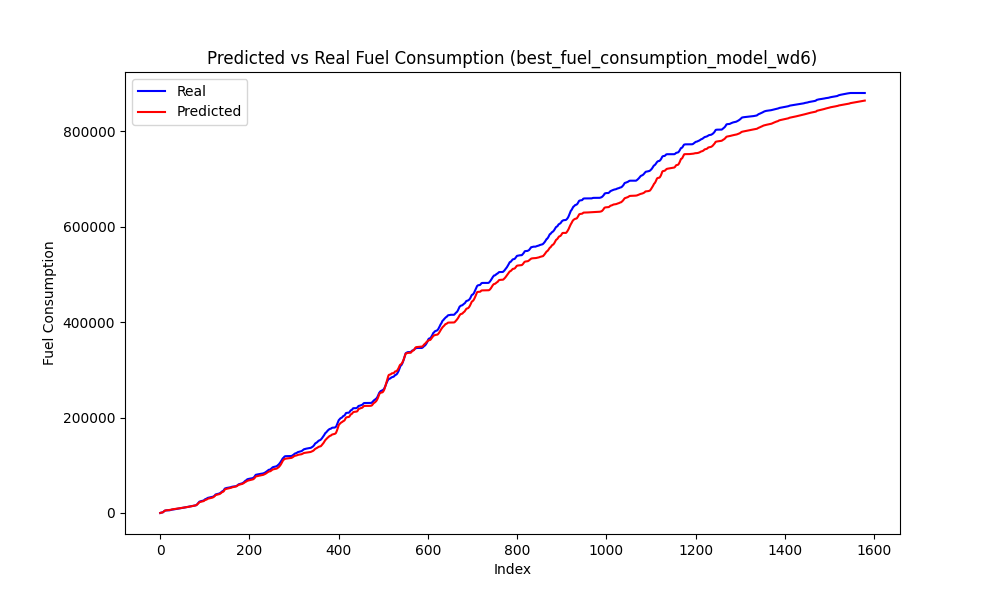 Predicted vs Real Fuel Consumption (best_fuel_consumption_model_wd6)
Real
Predicted
Fuel Consumption
800000
600000
400000
200000
0
0 200 400 600 800 1000 1200 1400 1600
Index